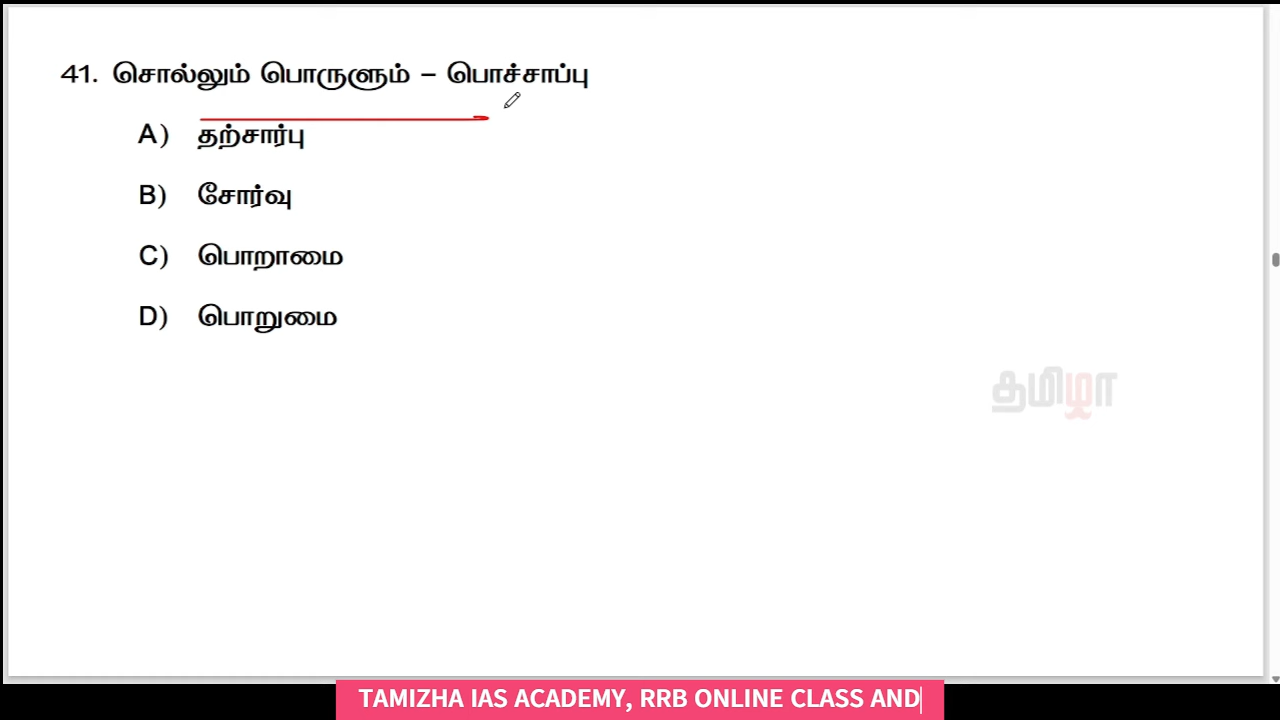 41. சொல்லும் பொருளும் – பொச்சாப்பு
A) தற்சார்பு
B) சோர்வு
C) பொறாமை
D) பொறுமை
தமிழா
TAMIZHA IAS ACADEMY, RRB ONLINE CLASS AND